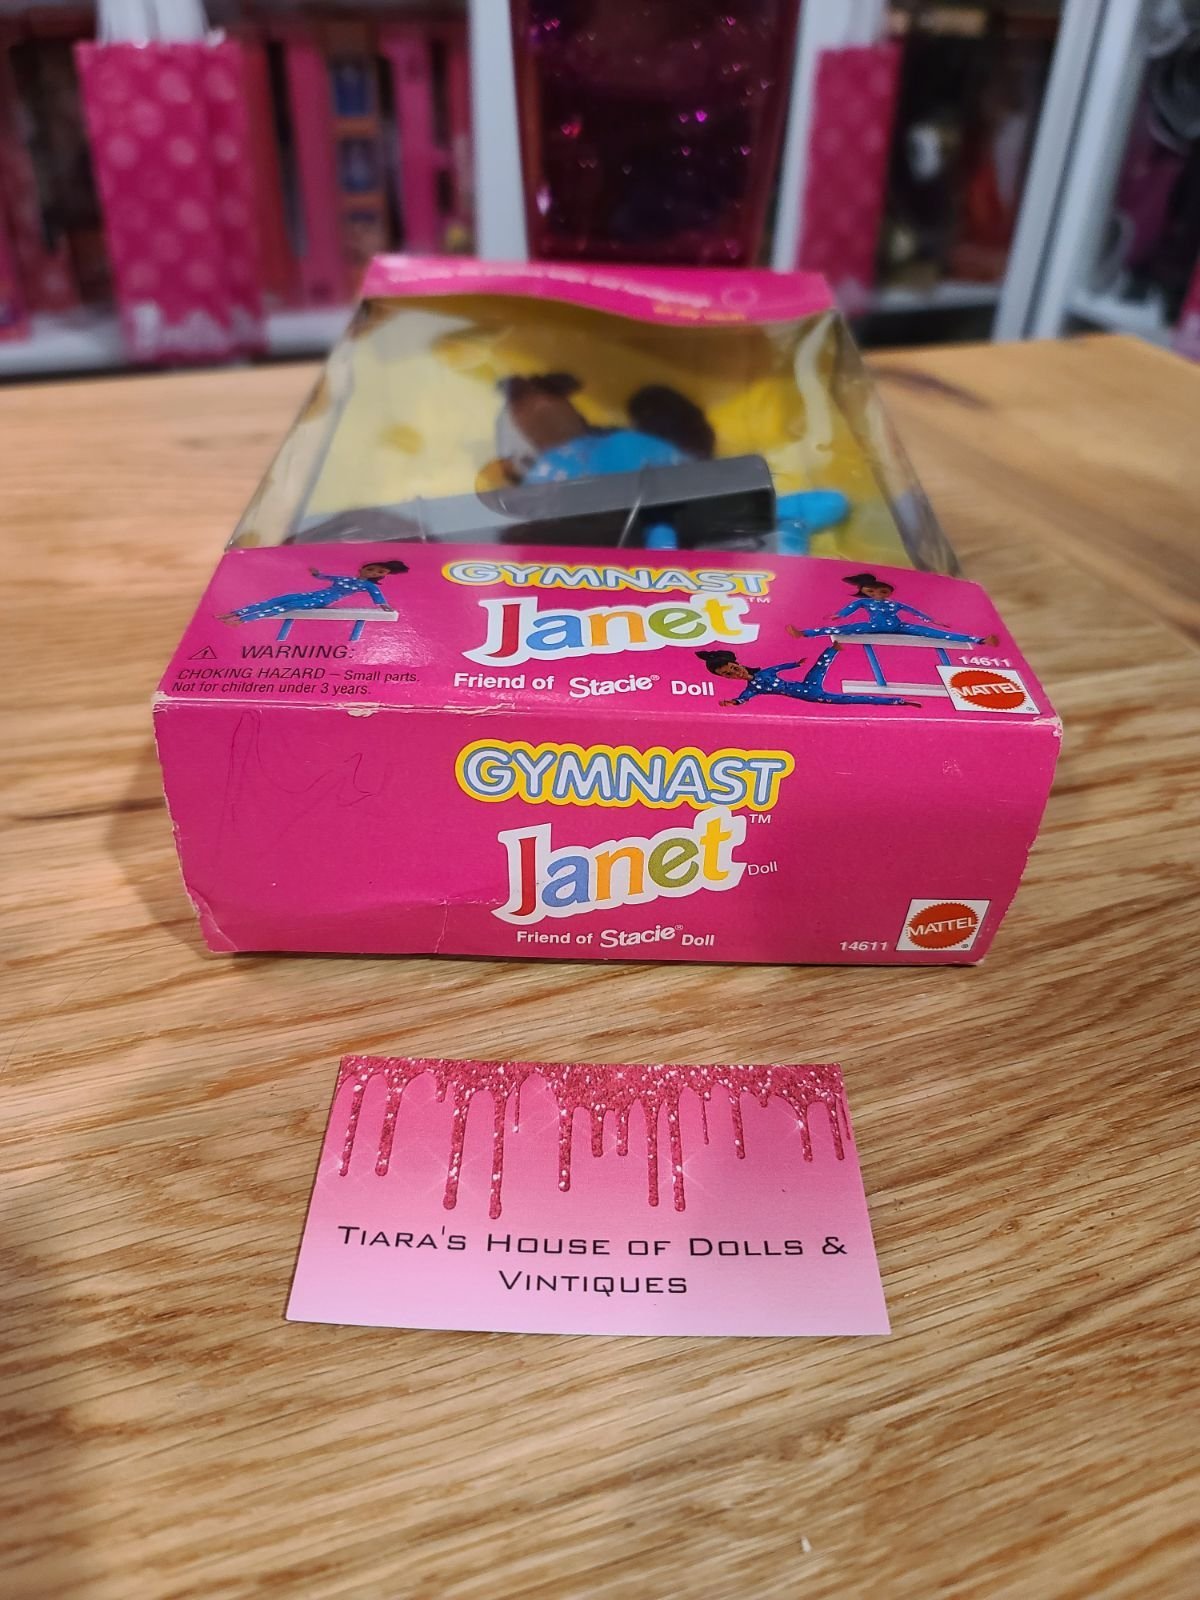 GYMNAST
Janet™
Friend of Stacie® Doll
⚠ WARNING:
CHOKING HAZARD – Small parts.
Not for children under 3 years.
14611
MATTEL
®
GYMNAST
Janet™ Doll
Friend of Stacie® Doll
14611
MATTEL
®
TIARA'S HOUSE OF DOLLS &
VINTIQUES